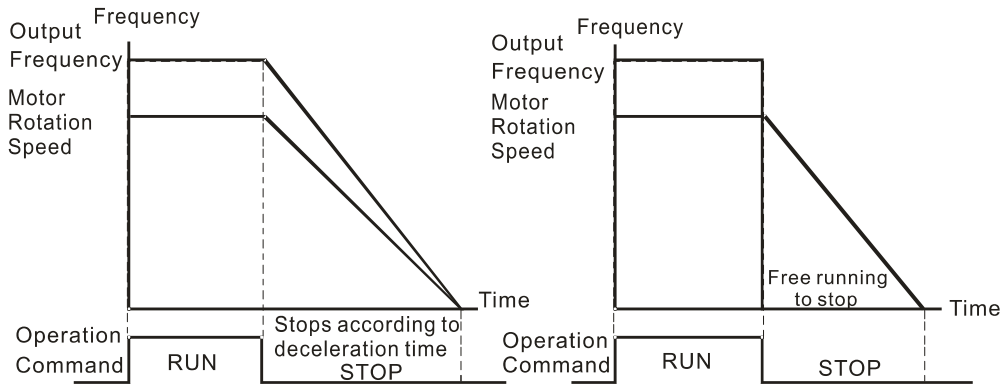 Frequency
Output
Frequency
Motor
Rotation
Speed
Time
Stops according to
deceleration time
Operation
Command
RUN
STOP
Frequency
Output
Frequency
Motor
Rotation
Speed
Free running
to stop
Time
Operation
Command
RUN
STOP